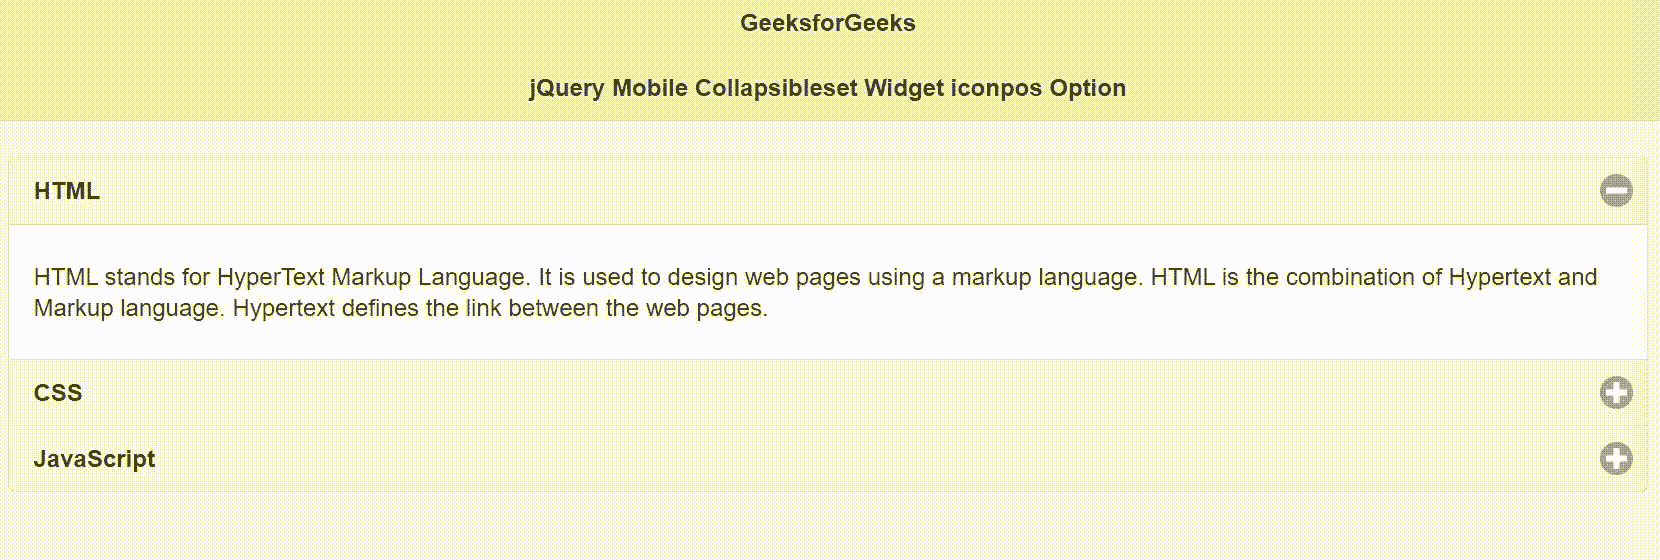 GeeksforGeeks
jQuery Mobile Collapsibleset Widget iconpos Option
HTML
HTML stands for HyperText Markup Language. It is used to design web pages using a markup language. HTML is the combination of Hypertext and
Markup language. Hypertext defines the link between the web pages.
CSS
JavaScript